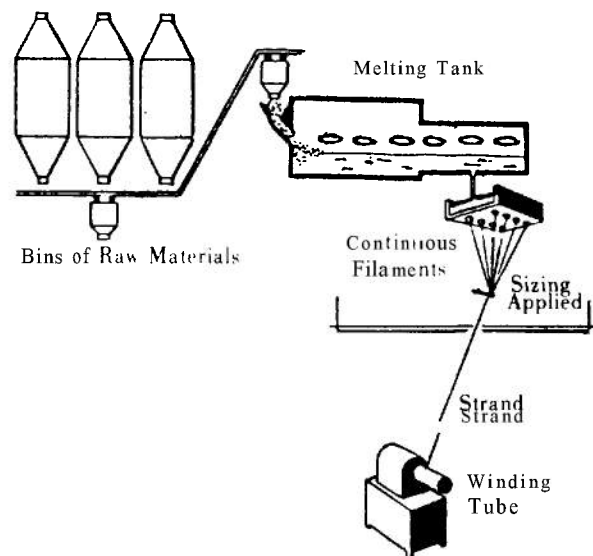 Melting Tank
Bins of Raw Materials
Continuous
Filaments
Sizing
Applied
Strand
Strand
Winding
Tube